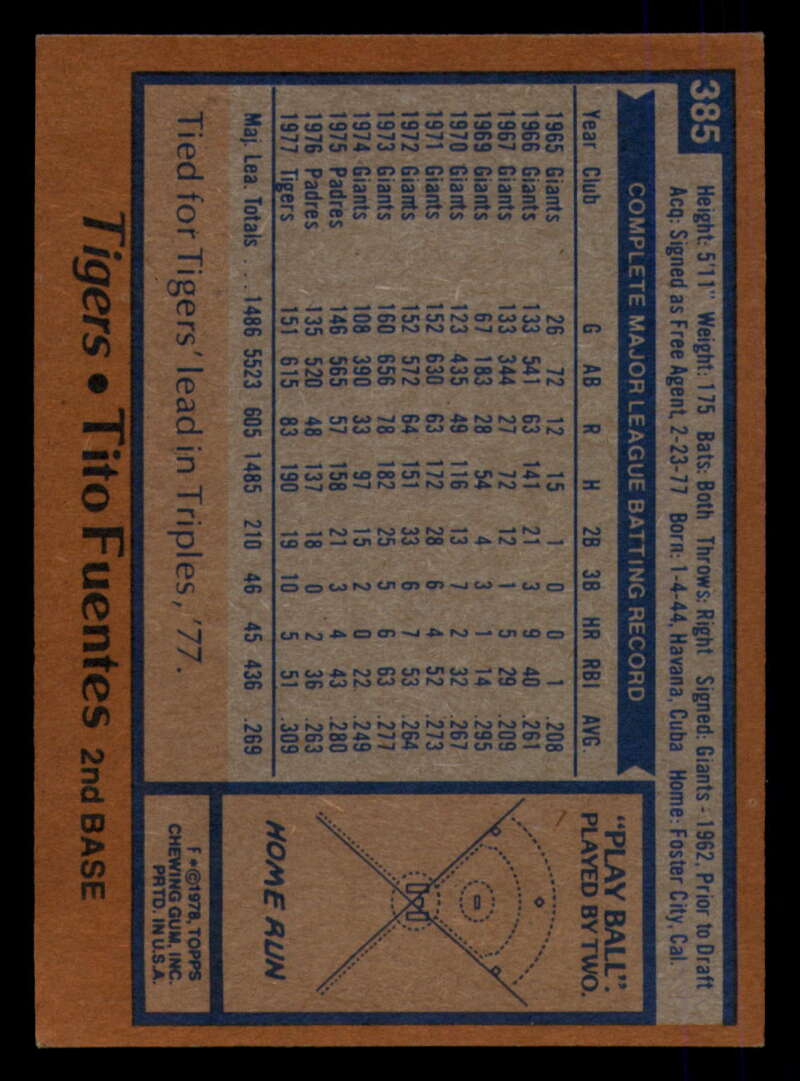 385
Height: 5'11" Weight: 175 Bats: Both Throws: Right Signed: Giants - 1962, Prior to Draft
Acq: Signed as Free Agent, 2-23-77 Born: 1-4-44, Havana, Cuba Home: Foster City, Cal.
COMPLETE MAJOR LEAGUE BATTING RECORD
Year Club G AB R H 2B 3B HR RBI AVG.
1965 Giants 26 72 12 15 1 0 0 1 .208
1966 Giants 133 541 63 141 21 3 9 40 .261
1967 Giants 133 344 27 72 12 1 5 29 .209
1969 Giants 67 183 28 54 4 3 1 14 .295
1970 Giants 123 435 49 116 13 7 2 32 .267
1971 Giants 152 630 63 172 28 6 4 52 .273
1972 Giants 152 572 64 151 33 6 7 53 .264
1973 Giants 160 656 78 182 25 5 6 63 .277
1974 Giants 108 390 33 97 15 2 0 22 .249
1975 Padres 146 565 57 158 21 3 4 43 .280
1976 Padres 135 520 48 137 18 0 2 36 .263
1977 Tigers 151 615 83 190 19 10 5 51 .309
Maj. Lea. Totals . . . 1486 5523 605 1485 210 46 45 436 .269
Tied for Tigers' lead in Triples, '77.
"PLAY BALL":
PLAYED BY TWO.
HOME RUN
F *©1978, TOPPS
CHEWING GUM, INC.
PRTD. IN U.S.A.
Tigers • Tito Fuentes 2nd BASE